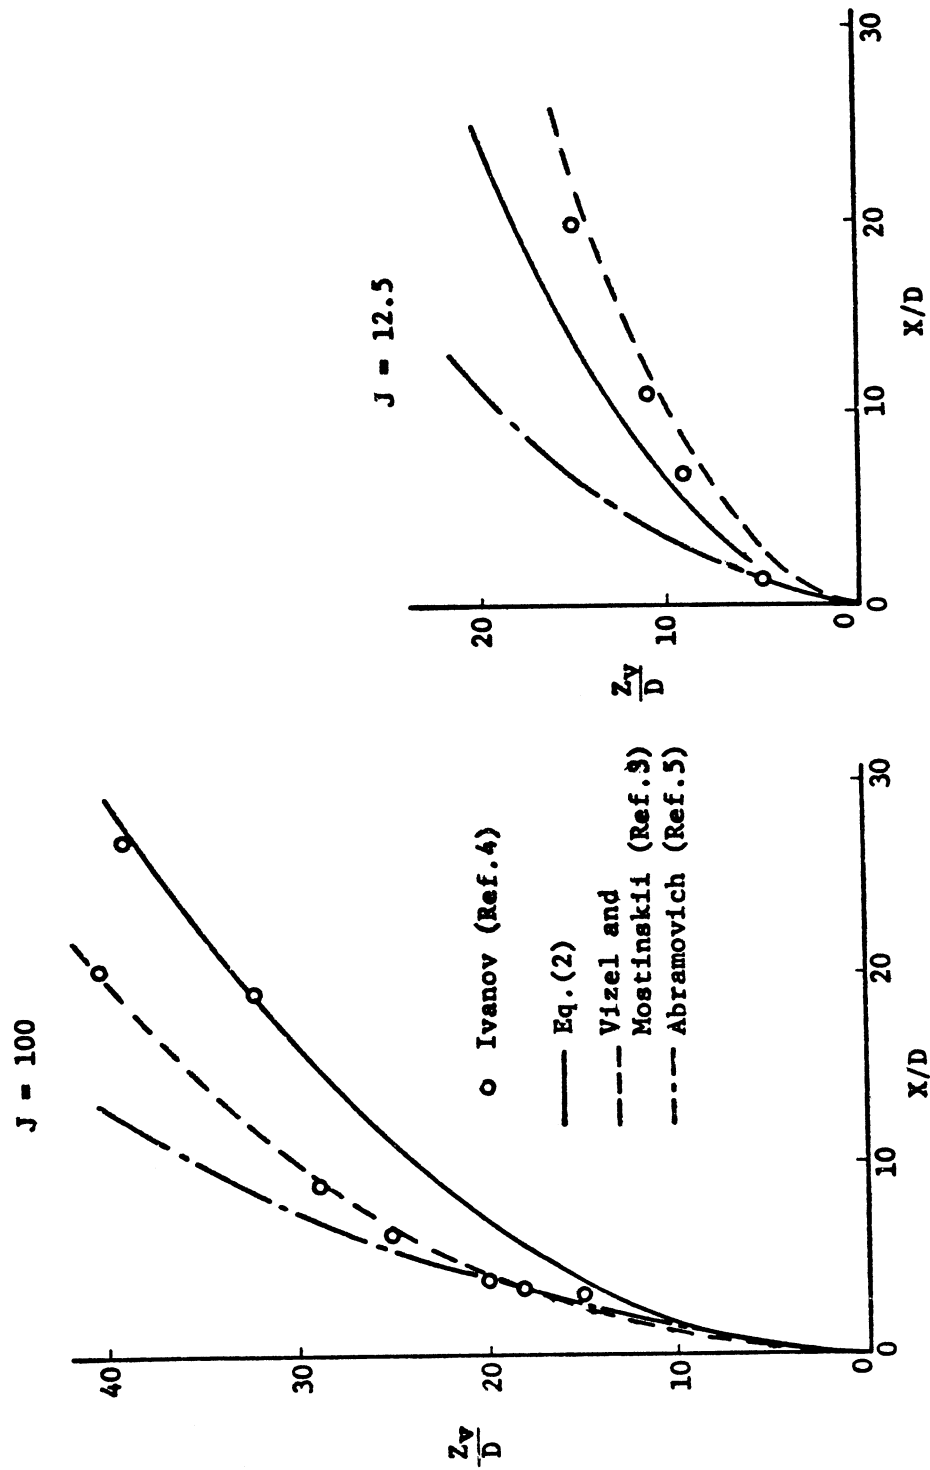 J = 100
40
30
20
10
0
Zv
D
0
10
20
30
X/D
Ivanov (Ref.4)
Eq.(2)
Vizel and
Mostinskii (Ref.3)
Abramovich (Ref.5)
J = 12.5
20
10
0
Zv
D
0
10
20
30
X/D